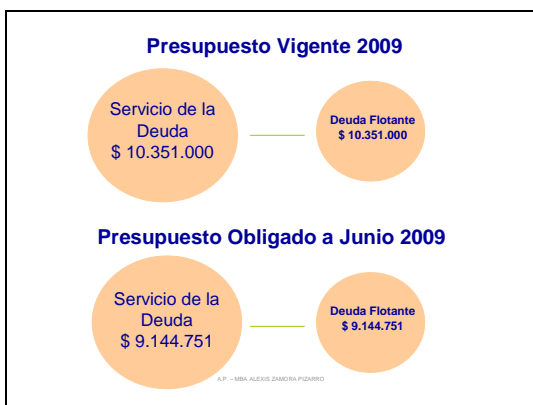 Presupuesto Vigente 2009
Servicio de la
Deuda
$ 10.351.000
Deuda Flotante
$ 10.351.000
Presupuesto Obligado a Junio 2009
Servicio de la
Deuda
$ 9.144.751
Deuda Flotante
$ 9.144.751
A.P. – MBA ALEXIS ZAMORA PIZARRO